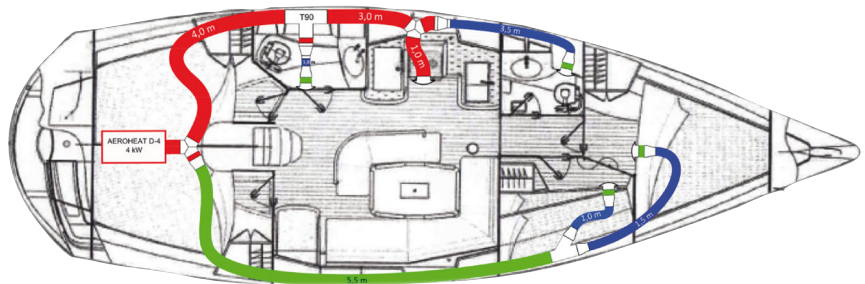 T90
4,0 m
3,0 m
3,5 m
1,0 m
AEROHEAT D-4
4 kW
1,0 m
1,5 m
5,5 m